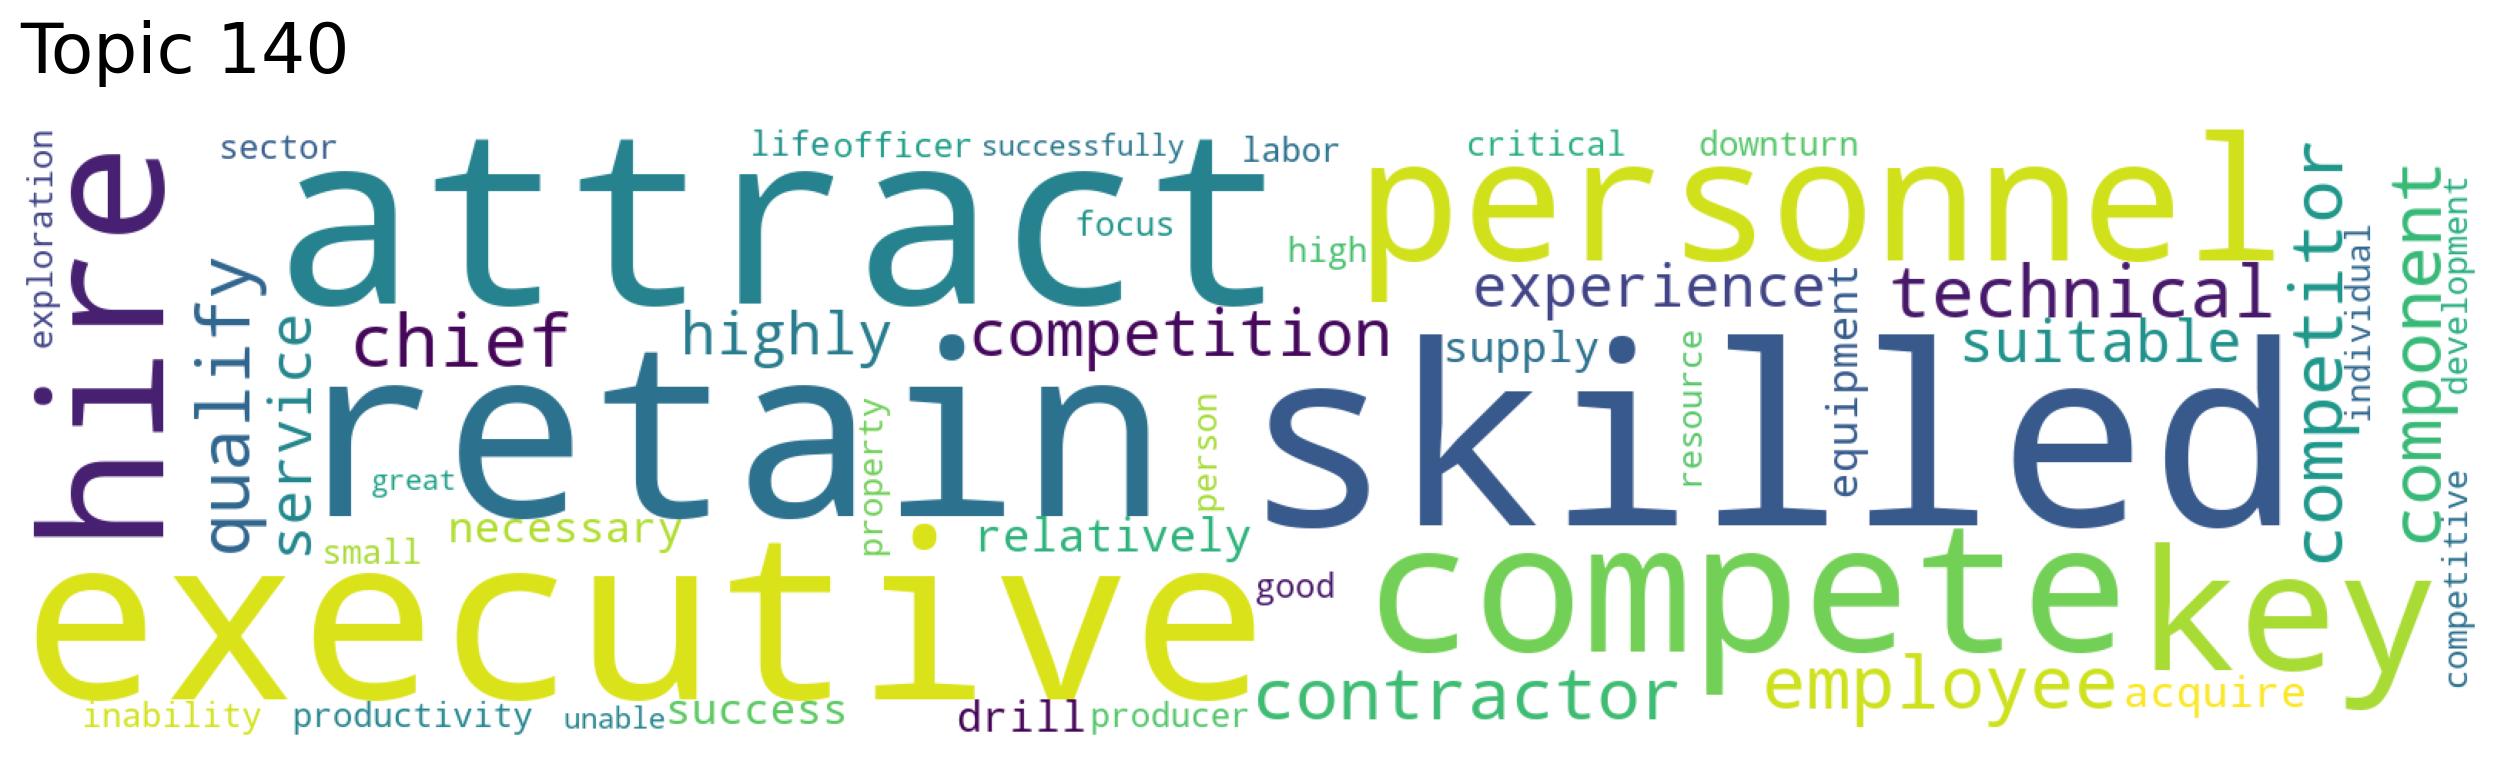 Topic 140
exploration
hire
sector
attract
life
officer
successfully
labor
critical
downturn
personnel
focus
high
qualify
service
chief
highly
competition
experience
technical
supply
suitable
equipment
resource
competitor
individual
component
development
competitive
retain
skilled
great
property
person
small
necessary
relatively
executive
good
compete
key
inability
productivity
unable
success
drill
producer
contractor
employee
acquire